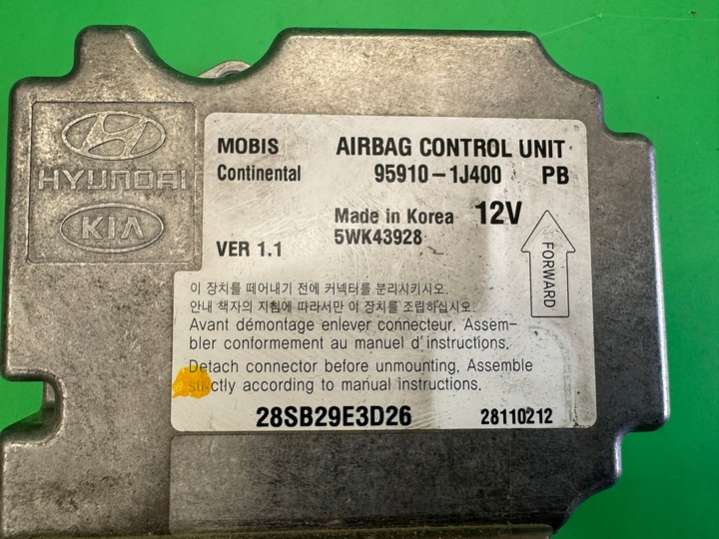 HYUNDAI
KIA
MOBIS AIRBAG CONTROL UNIT
Continental 95910-1J400 PB
Made in Korea 12V
5WK43928
VER 1.1
FORWARD
이 장치를 떼어내기 전에 커넥터를 분리시키시오.
안내 책자의 지침에 따라서만 이 장치를 조립하십시오.
Avant démontage enlever connecteur. Assem-
bler conformement au manuel d'instructions.
Detach connector before unmounting. Assemble
strictly according to manual instructions.
28SB29E3D26 28110212